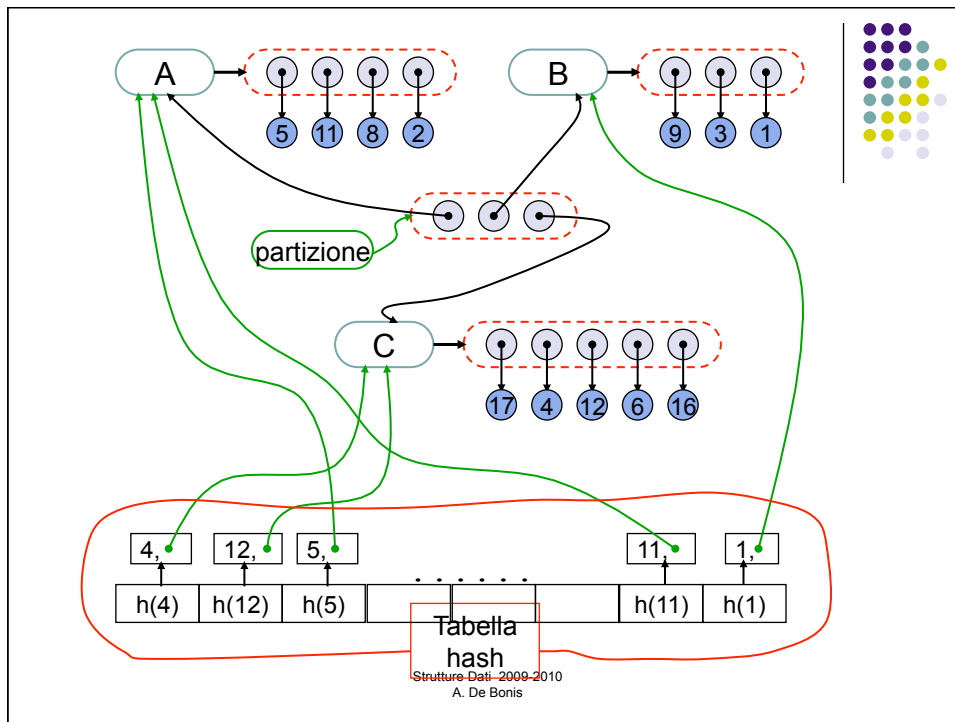 A
B
5 11 8 2
9 3 1
partizione
C
17 4 12 6 16
4, 12, 5, 11, 1,
. . . . . .
h(4) h(12) h(5) h(11) h(1)
Tabella
hash
Strutture Dati 2009-2010
A. De Bonis